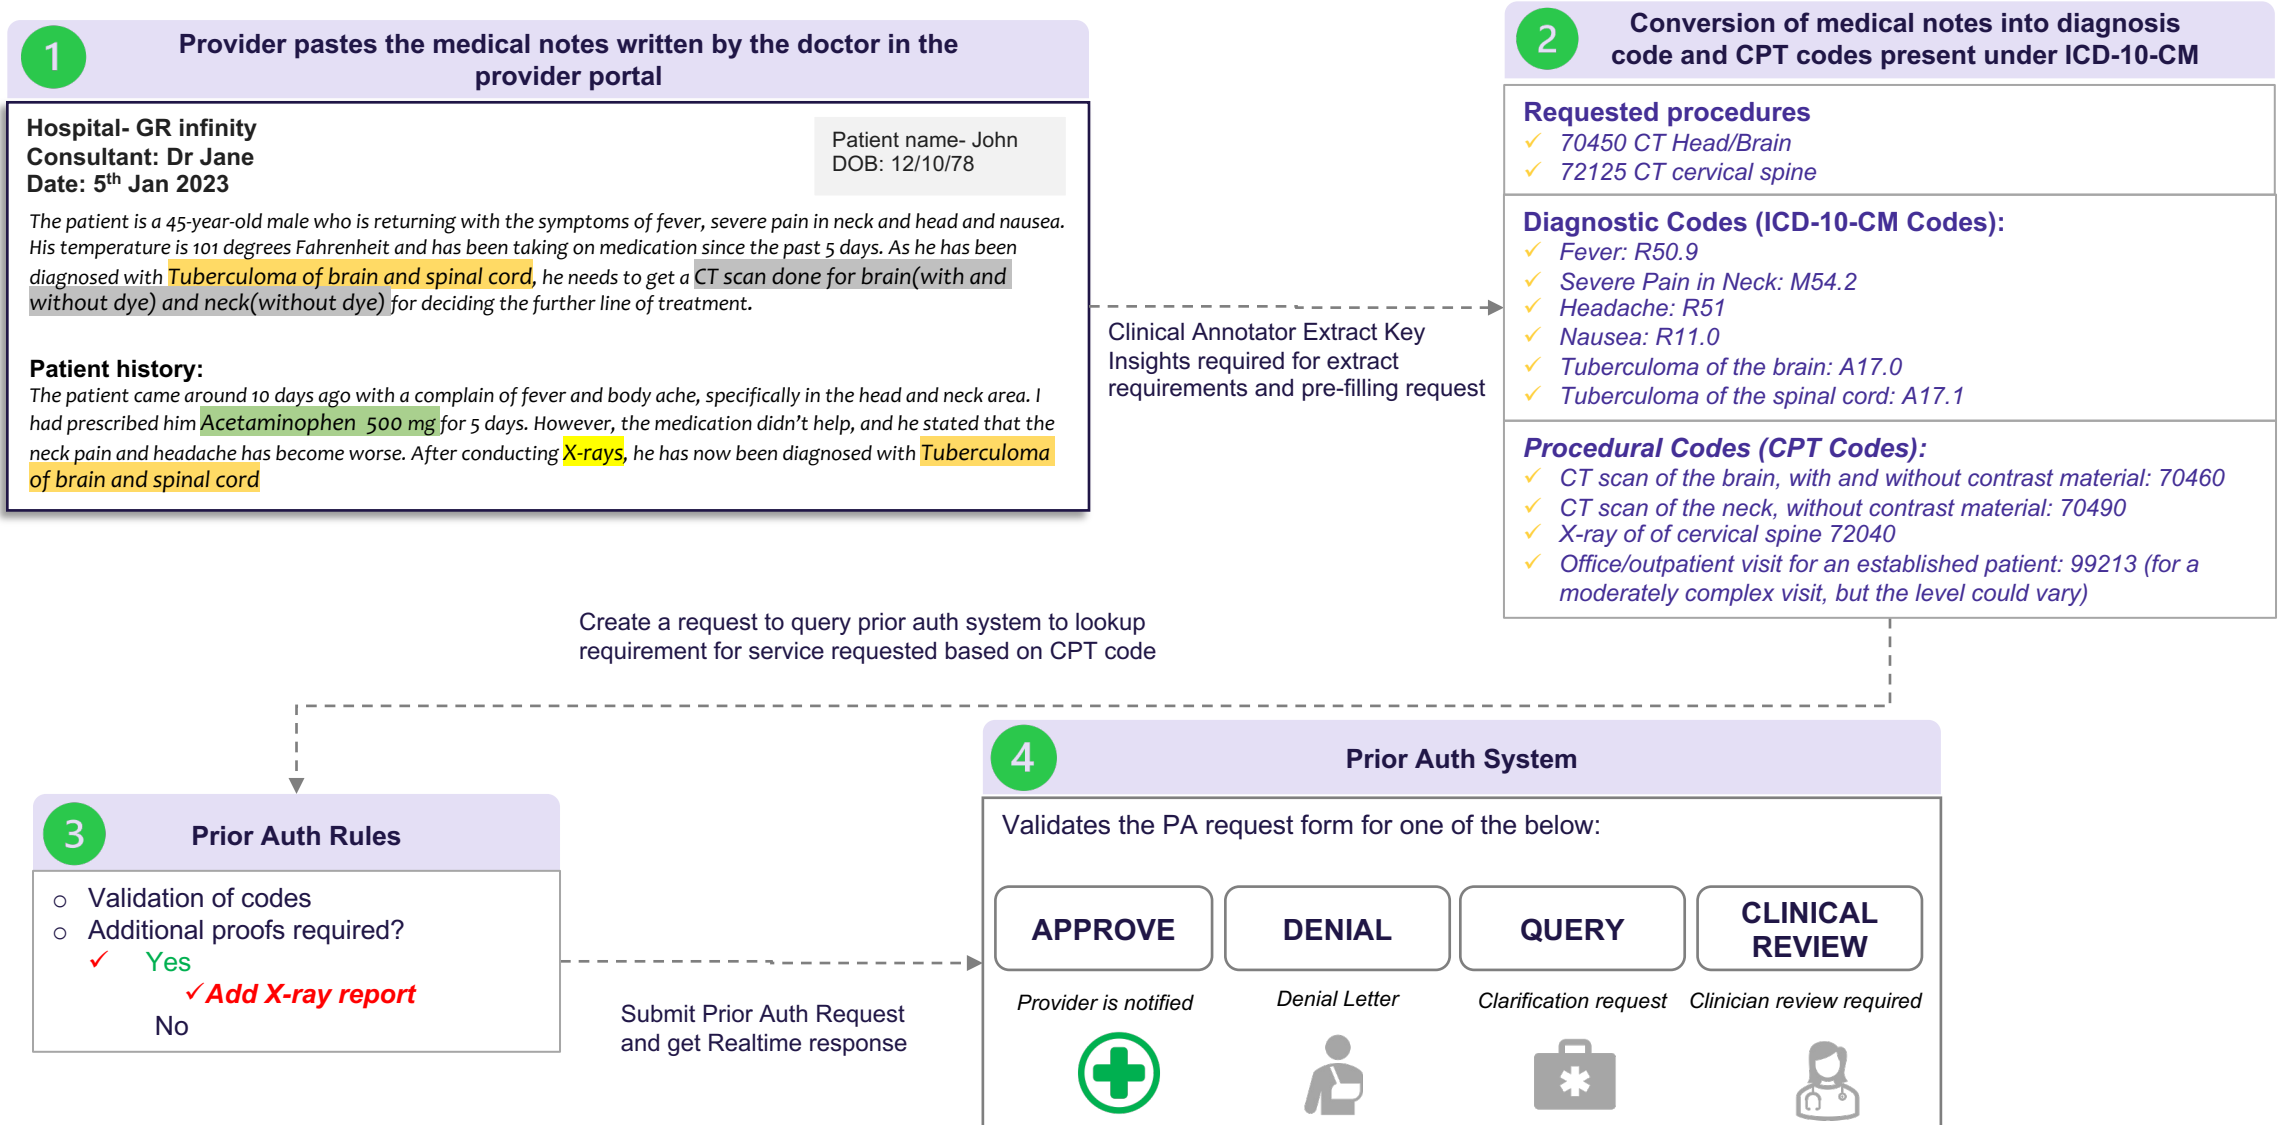 1
Provider pastes the medical notes written by the doctor in the
provider portal
Hospital- GR infinity
Consultant: Dr Jane
Date: 5th Jan 2023
Patient name- John
DOB: 12/10/78
The patient is a 45-year-old male who is returning with the symptoms of fever, severe pain in neck and head and nausea.
His temperature is 101 degrees Fahrenheit and has been taking on medication since the past 5 days. As he has been
diagnosed with Tuberculoma of brain and spinal cord, he needs to get a CT scan done for brain(with and
without dye) and neck(without dye) for deciding the further line of treatment.
Patient history:
The patient came around 10 days ago with a complain of fever and body ache, specifically in the head and neck area. I
had prescribed him Acetaminophen 500 mg for 5 days. However, the medication didn't help, and he stated that the
neck pain and headache has become worse. After conducting X-rays, he has now been diagnosed with Tuberculoma
of brain and spinal cord
Clinical Annotator Extract Key
Insights required for extract
requirements and pre-filling request
2
Conversion of medical notes into diagnosis
code and CPT codes present under ICD-10-CM
Requested procedures
✓ 70450 CT Head/Brain
✓ 72125 CT cervical spine
Diagnostic Codes (ICD-10-CM Codes):
✓ Fever: R50.9
✓ Severe Pain in Neck: M54.2
✓ Headache: R51
✓ Nausea: R11.0
✓ Tuberculoma of the brain: A17.0
✓ Tuberculoma of the spinal cord: A17.1
Procedural Codes (CPT Codes):
✓ CT scan of the brain, with and without contrast material: 70460
✓ CT scan of the neck, without contrast material: 70490
✓ X-ray of of cervical spine 72040
✓ Office/outpatient visit for an established patient: 99213 (for a
moderately complex visit, but the level could vary)
Create a request to query prior auth system to lookup
requirement for service requested based on CPT code
3
Prior Auth Rules
o Validation of codes
o Additional proofs required?
✓ Yes
✓Add X-ray report
No
Submit Prior Auth Request
and get Realtime response
4
Prior Auth System
Validates the PA request form for one of the below:
APPROVE
Provider is notified
DENIAL
Denial Letter
QUERY
Clarification request
CLINICAL
REVIEW
Clinician review required